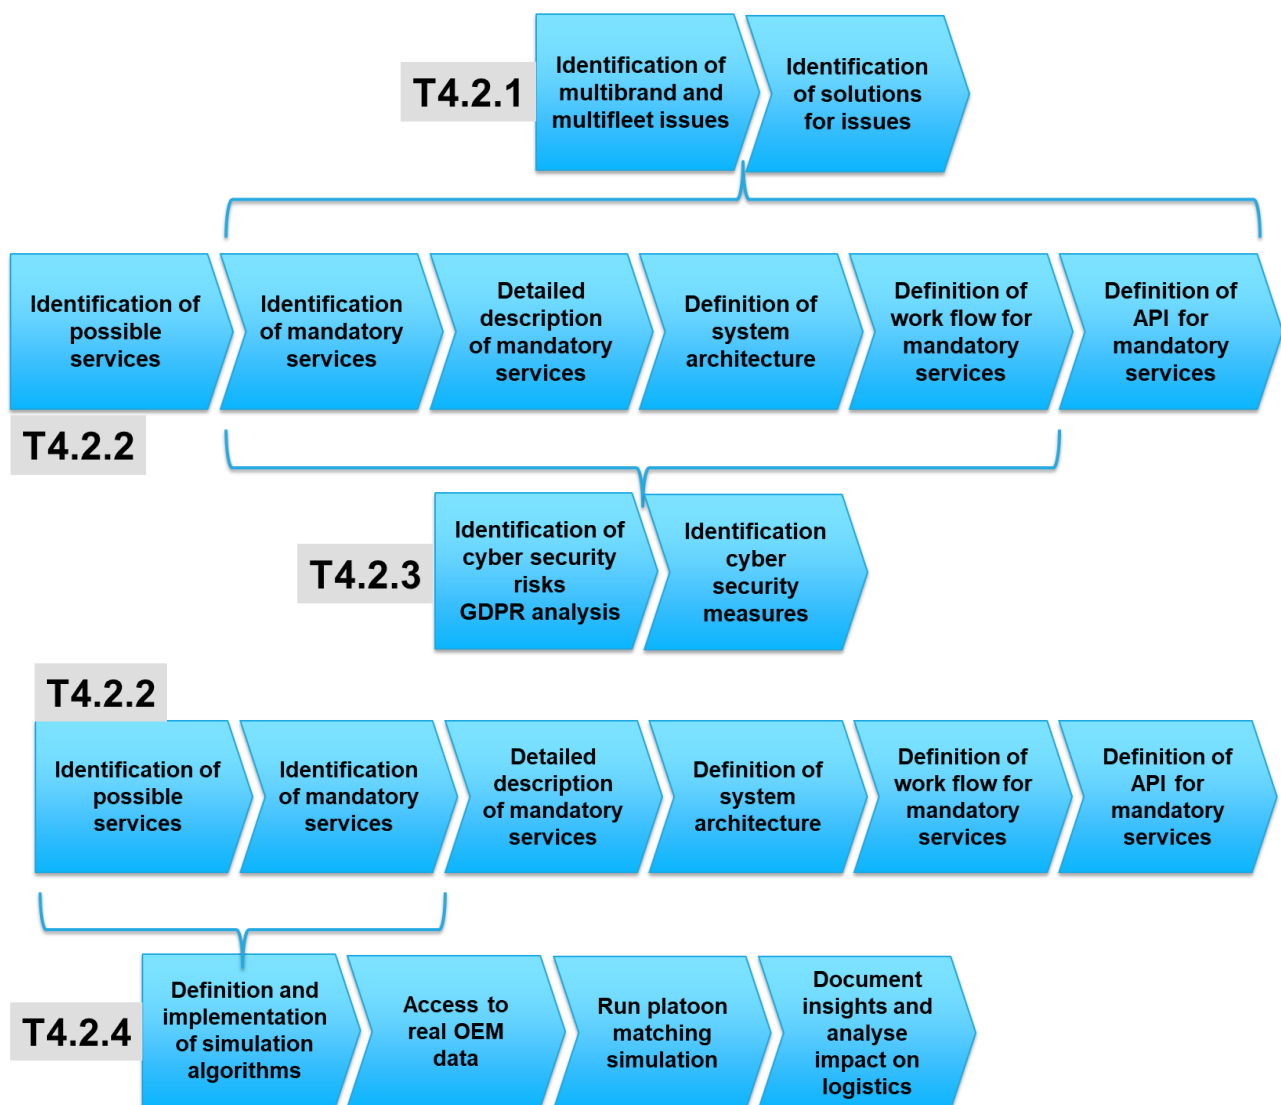 T4.2.1
Identification of
multibrand and
multifleet issues
Identification
of solutions
for issues
Identification of
possible
services
Identification
of mandatory
services
Detailed
description
of mandatory
services
Definition of
system
architecture
Definition of
work flow for
mandatory
services
Definition of
API for
mandatory
services
T4.2.2
T4.2.3
Identification of
cyber security
risks
GDPR analysis
Identification
cyber
security
measures
T4.2.2
Identification of
possible
services
Identification
of mandatory
services
Detailed
description
of mandatory
services
Definition of
system
architecture
Definition of
work flow for
mandatory
services
Definition of
API for
mandatory
services
T4.2.4
Definition and
implementation
of simulation
algorithms
Access to
real OEM
data
Run platoon
matching
simulation
Document
insights and
analyse
impact on
logistics